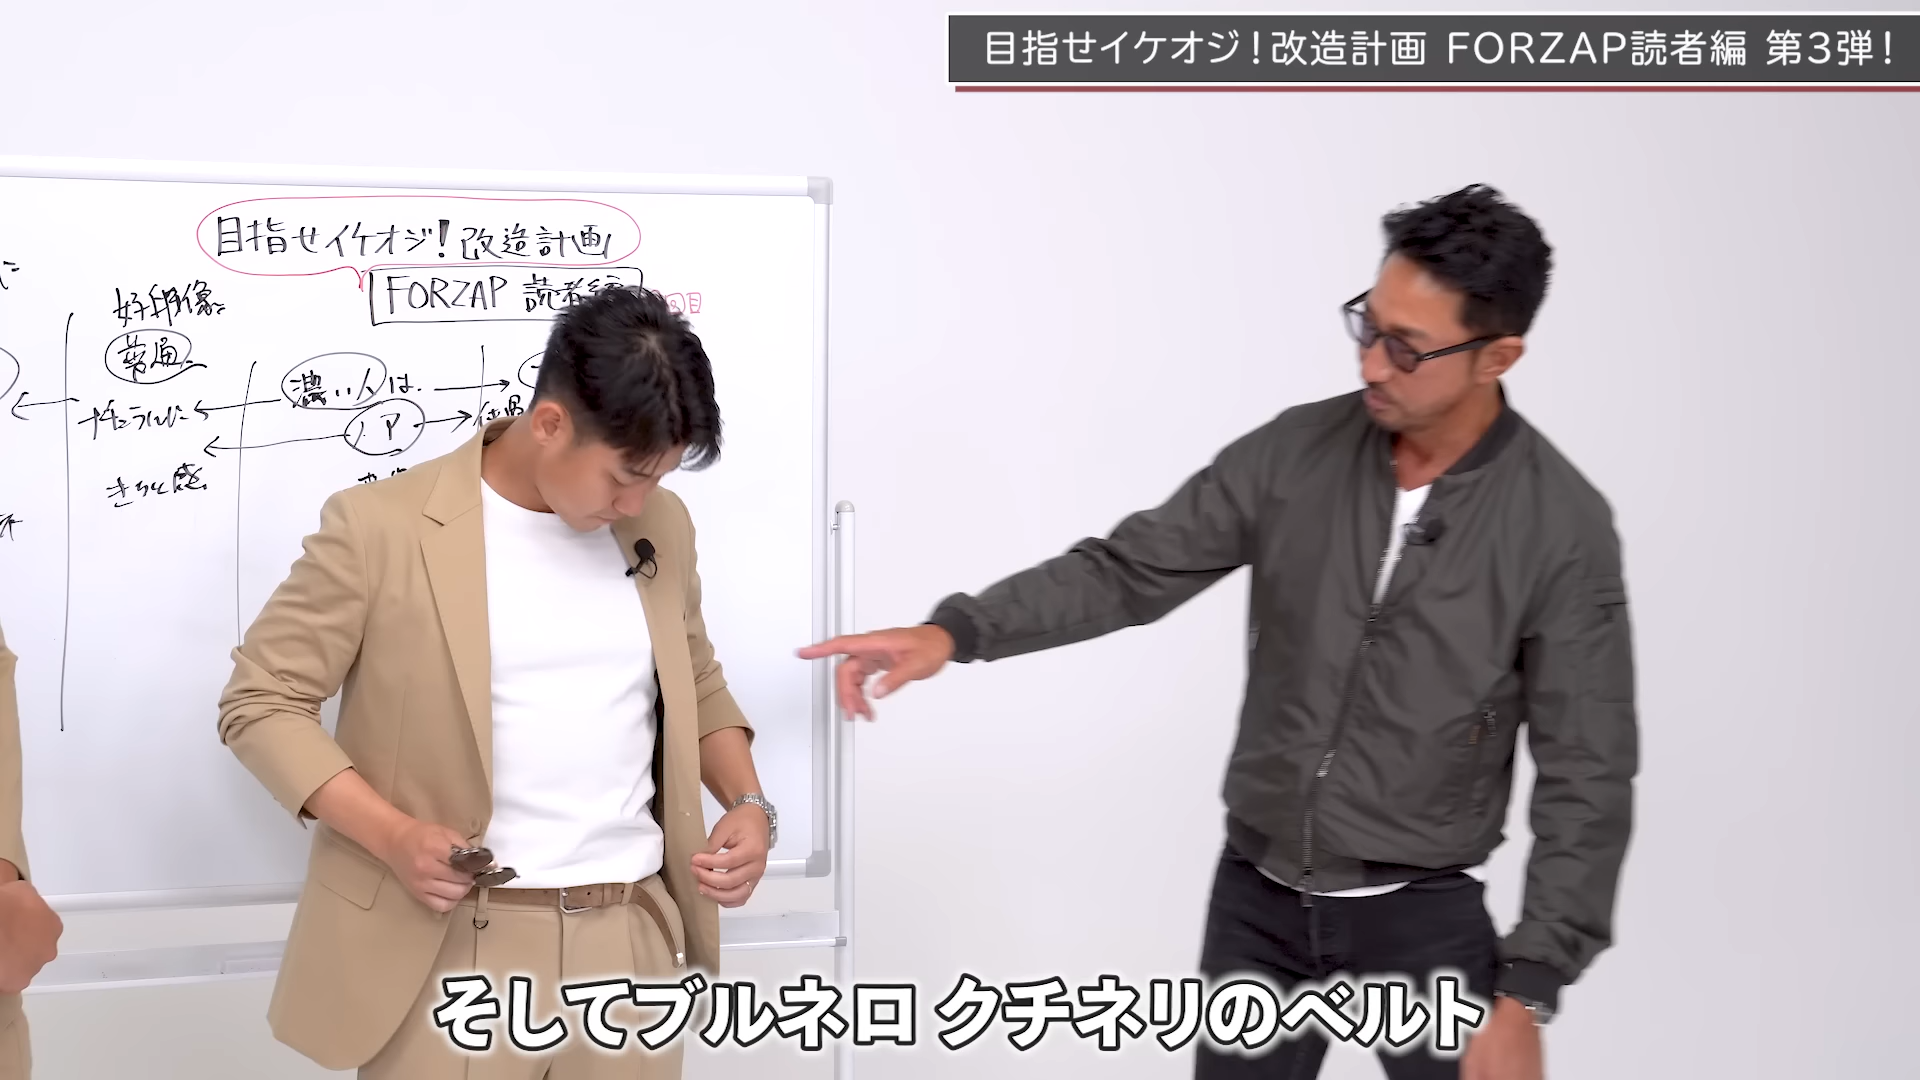 目指せイケオジ！改造計画 FORZAP読者編 第3弾！
目指せイケオジ！改造計画
FORZAP 読者編
好印象に
普通に
濃い人は、
ナチュラルに
きちんと感
そしてブルネロ クチネリのベルト